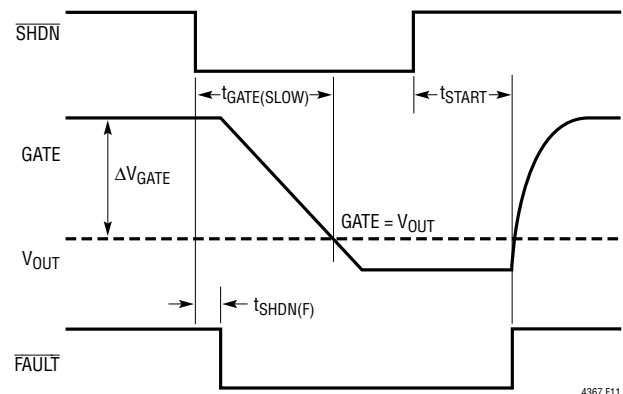 SHDN
tGATE(SLOW)
tSTART
GATE
ΔVGATE
GATE = VOUT
VOUT
tSHDN(F)
FAULT
4367 F11